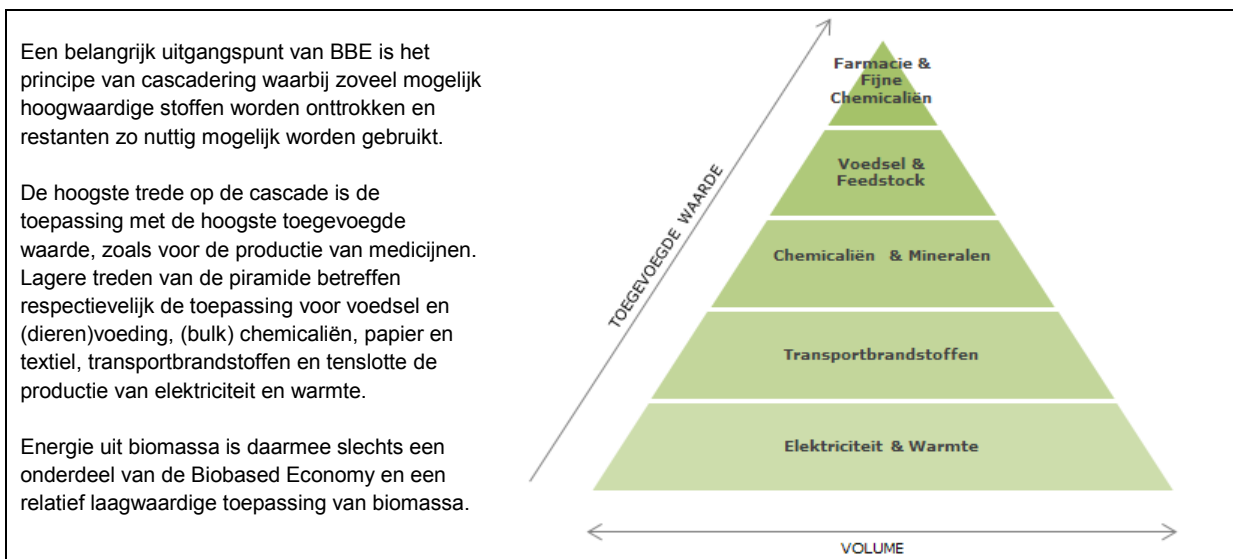 Een belangrijk uitgangspunt van BBE is het
principe van cascadering waarbij zoveel mogelijk
hoogwaardige stoffen worden onttrokken en
restanten zo nuttig mogelijk worden gebruikt.
De hoogste trede op de cascade is de
toepassing met de hoogste toegevoegde
waarde, zoals voor de productie van medicijnen.
Lagere treden van de piramide betreffen
respectievelijk de toepassing voor voedsel en
(dieren)voeding, (bulk) chemicaliën, papier en
textiel, transportbrandstoffen en tenslotte de
productie van elektriciteit en warmte.
Energie uit biomassa is daarmee slechts een
onderdeel van de Biobased Economy en een
relatief laagwaardige toepassing van biomassa.
TOEGEVOEGDE WAARDE
Farmacie &
Fijne
Chemicaliën
Voedsel &
Feedstock
Chemicaliën & Mineralen
Transportbrandstoffen
Elektriciteit & Warmte
VOLUME